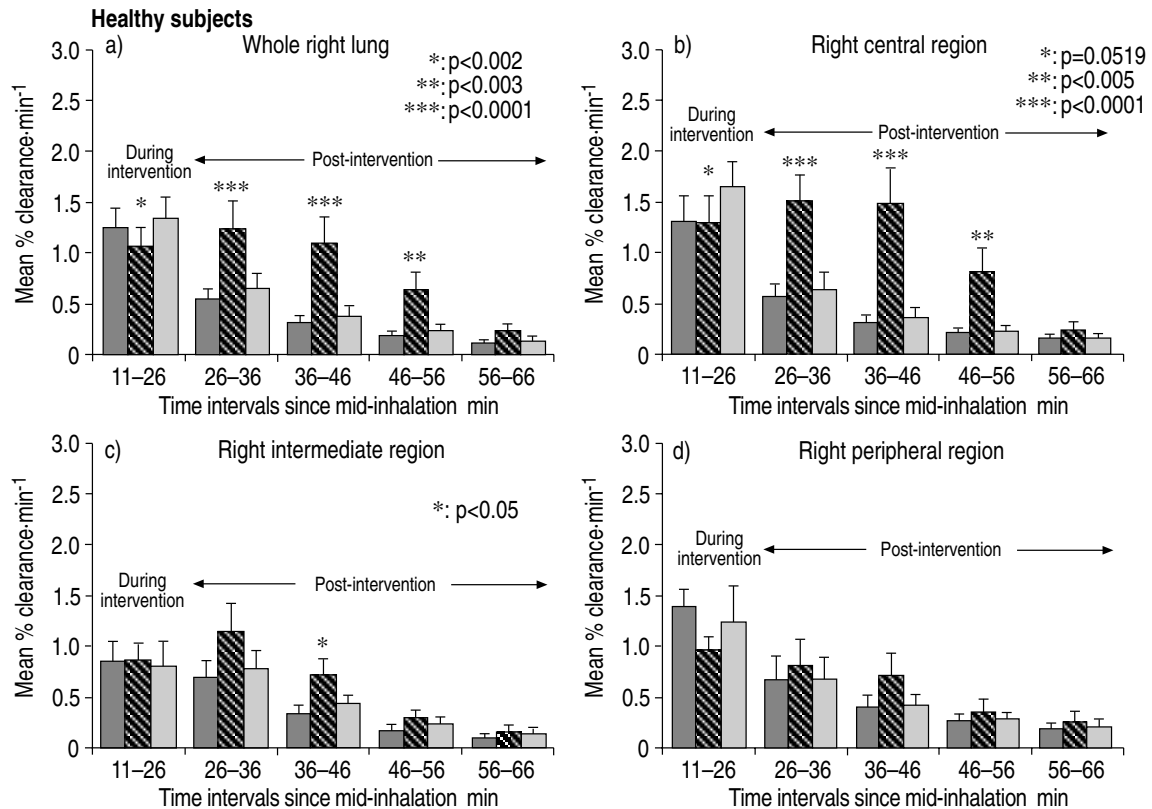 Healthy subjects
a) Whole right lung
*: p<0.002
**: p<0.003
***: p<0.0001
During
intervention
Post-intervention
*
***
***
**
3.0
2.5
2.0
1.5
1.0
0.5
0
Mean % clearance·min-1
11–26 26–36 36–46 46–56 56–66
Time intervals since mid-inhalation min
b) Right central region
*: p=0.0519
**: p<0.005
***: p<0.0001
During
intervention
Post-intervention
*
***
***
**
3.0
2.5
2.0
1.5
1.0
0.5
0
Mean % clearance·min-1
11–26 26–36 36–46 46–56 56–66
Time intervals since mid-inhalation min
c) Right intermediate region
*: p<0.05
During
intervention
Post-intervention
*
3.0
2.5
2.0
1.5
1.0
0.5
0
Mean % clearance·min-1
11–26 26–36 36–46 46–56 56–66
Time intervals since mid-inhalation min
d) Right peripheral region
During
intervention
Post-intervention
3.0
2.5
2.0
1.5
1.0
0.5
0
Mean % clearance·min-1
11–26 26–36 36–46 46–56 56–66
Time intervals since mid-inhalation min